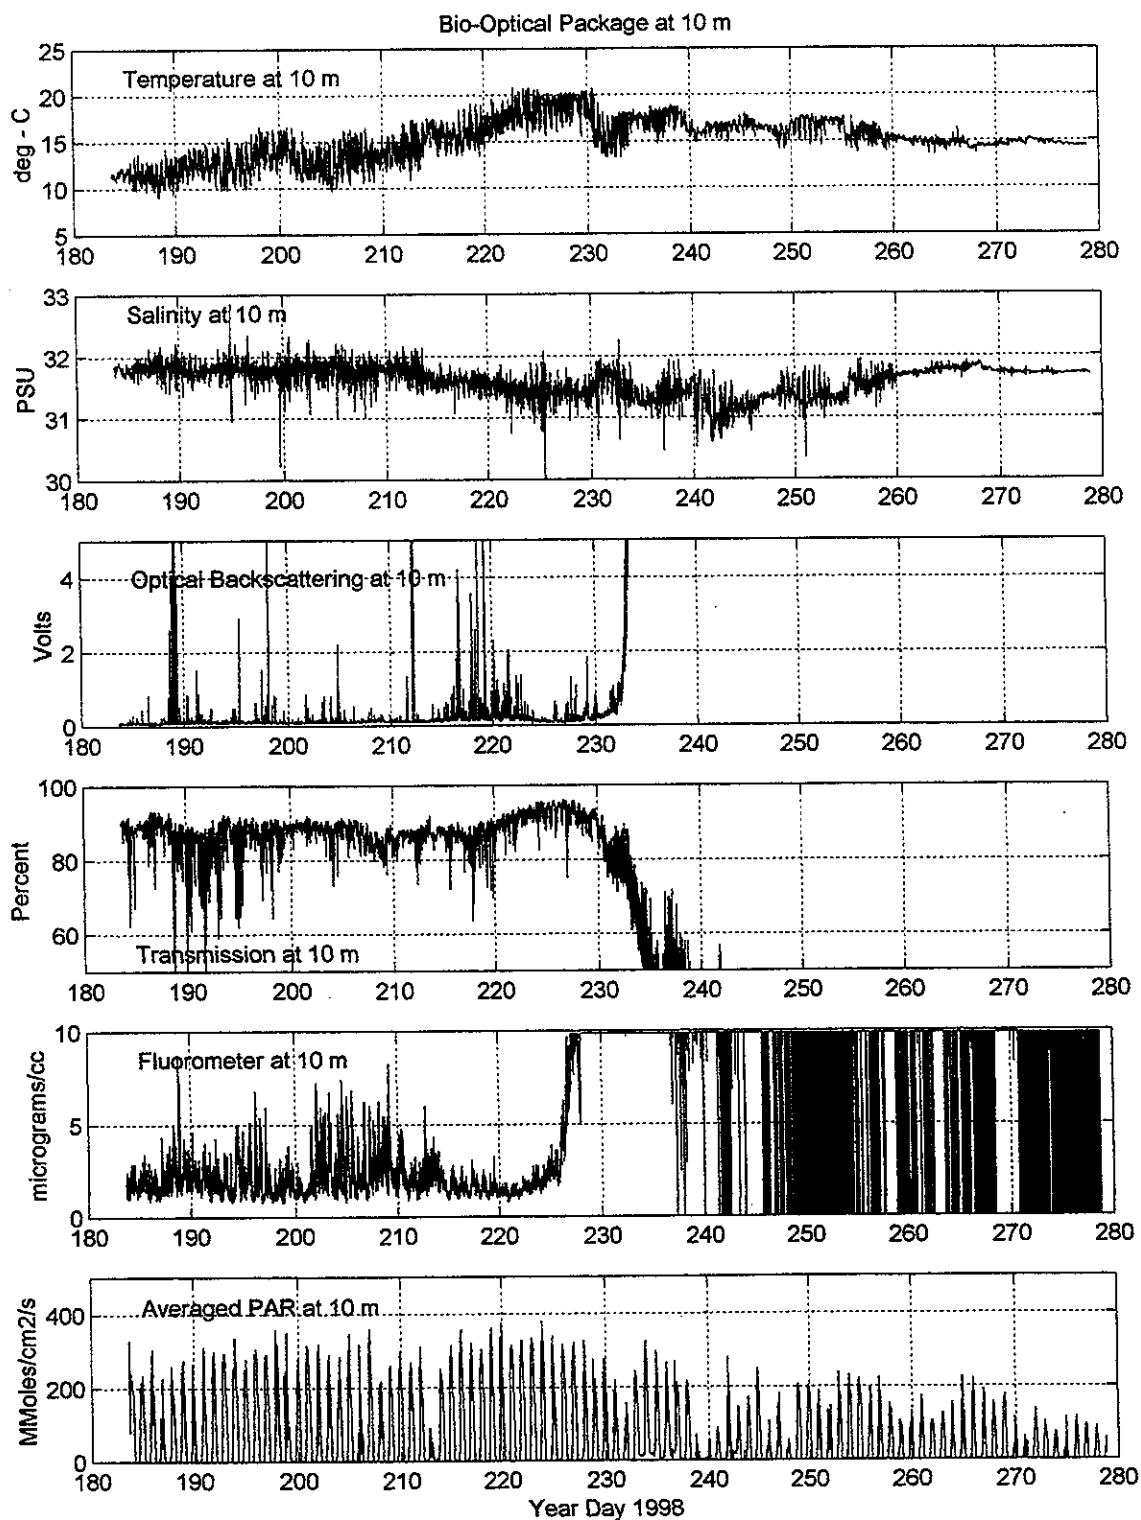 Bio-Optical Package at 10 m
25
20
15
10
5
deg - C
Temperature at 10 m
180 190 200 210 220 230 240 250 260 270 280
33
32
31
30
PSU
Salinity at 10 m
180 190 200 210 220 230 240 250 260 270 280
4
2
0
Volts
Optical Backscattering at 10 m
180 190 200 210 220 230 240 250 260 270 280
100
80
60
Percent
Transmission at 10 m
180 190 200 210 220 230 240 250 260 270 280
10
5
0
micrograms/cc
Fluorometer at 10 m
180 190 200 210 220 230 240 250 260 270 280
400
200
0
MMoles/cm2/s
Averaged PAR at 10 m
180 190 200 210 220 230 240 250 260 270 280
Year Day 1998